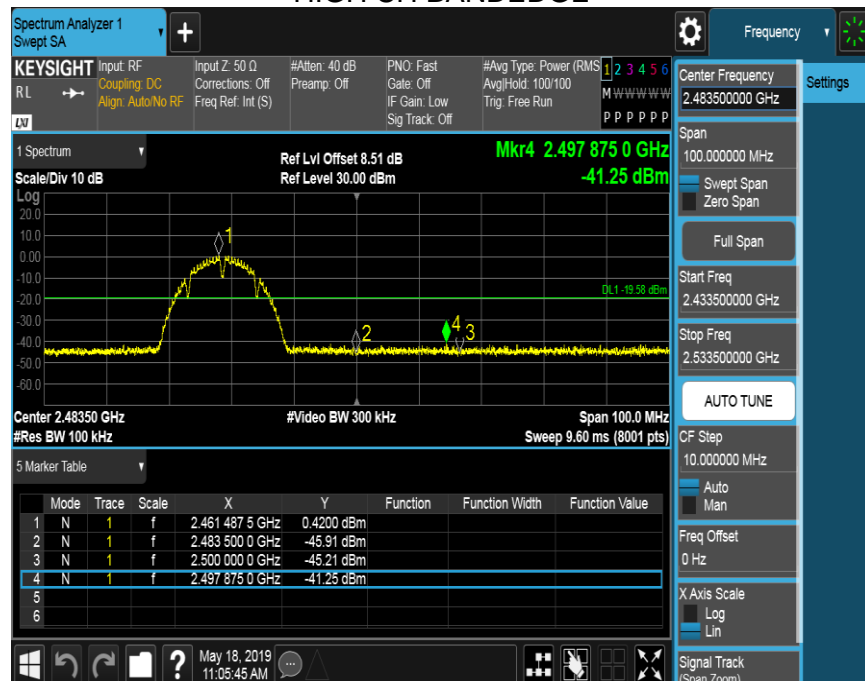 HIGH CH BANDEDGE
Spectrum Analyzer 1
Swept SA
+
Frequency
KEYSIGHT
RL
LXI
Input: RF
Coupling: DC
Align: Auto/No RF
Input Z: 50 Ω
Corrections: Off
Freq Ref: Int (S)
#Atten: 40 dB
Preamp: Off
PNO: Fast
Gate: Off
IF Gain: Low
Sig Track: Off
#Avg Type: Power (RMS
Avg|Hold: 100/100
Trig: Free Run
1 2 3 4 5 6
M W W W W W
P P P P P P
Center Frequency
2.483500000 GHz
Settings
Span
100.000000 MHz
Swept Span
Zero Span
Full Span
Start Freq
2.433500000 GHz
Stop Freq
2.533500000 GHz
AUTO TUNE
CF Step
10.000000 MHz
Auto
Man
Freq Offset
0 Hz
X Axis Scale
Log
Lin
Signal Track
(Span Zoom)
1 Spectrum
Scale/Div 10 dB
Ref Lvl Offset 8.51 dB
Ref Level 30.00 dBm
Mkr4 2.497 875 0 GHz
-41.25 dBm
Log
20.0
10.0
0.00
-10.0
-20.0
-30.0
-40.0
-50.0
-60.0
1
DL1 -19.58 dBm
2
4
3
Center 2.48350 GHz
#Video BW 300 kHz
Span 100.0 MHz
#Res BW 100 kHz
Sweep 9.60 ms (8001 pts)
5 Marker Table
Mode Trace Scale X Y Function Function Width Function Value
1 N 1 f 2.461 487 5 GHz 0.4200 dBm
2 N 1 f 2.483 500 0 GHz -45.91 dBm
3 N 1 f 2.500 000 0 GHz -45.21 dBm
4 N 1 f 2.497 875 0 GHz -41.25 dBm
5
6
?
May 18, 2019
11:05:45 AM